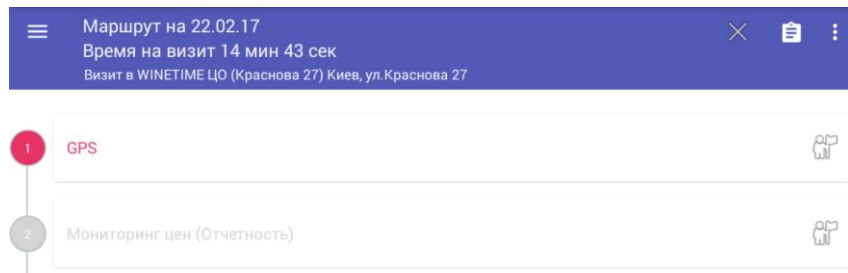 Маршрут на 22.02.17
Время на визит 14 мин 43 сек
Визит в WINETIME ЦО (Краснова 27) Киев, ул.Краснова 27
1 GPS
2 Мониторинг цен (Отчетность)